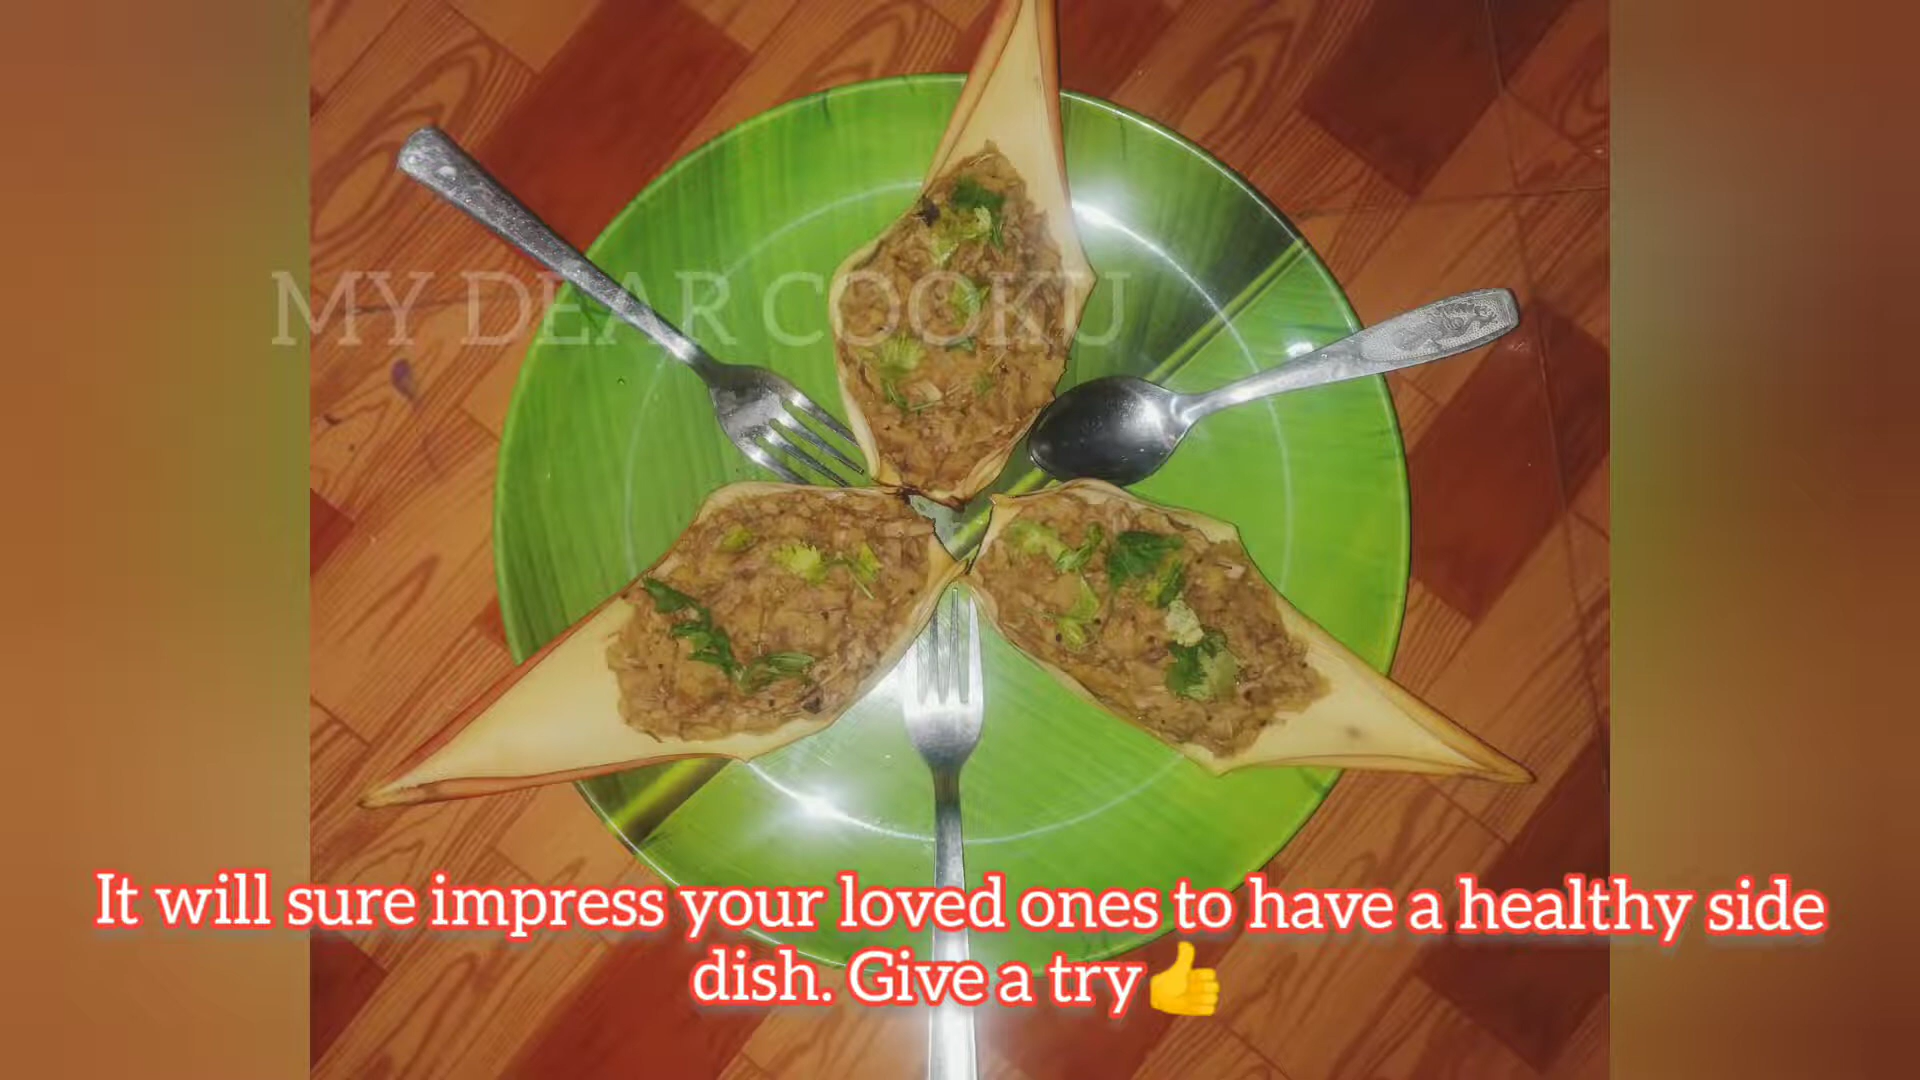 MY DEAR COOKU
It will sure impress your loved ones to have a healthy side
dish. Give a try👍